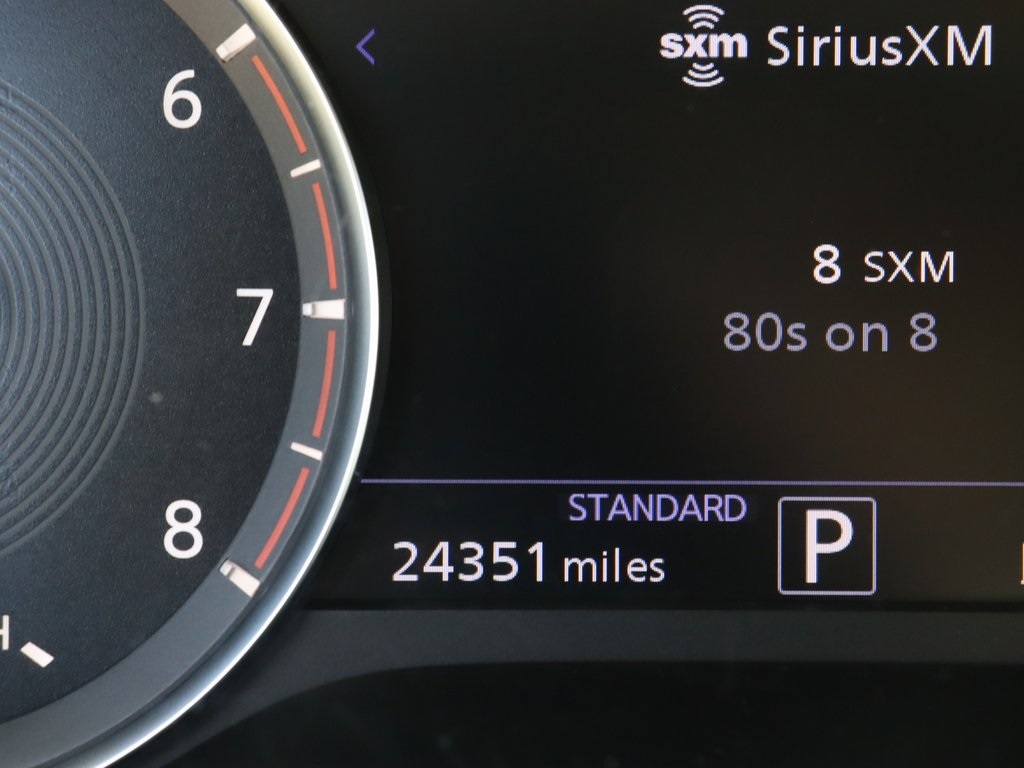 6
7
8
H
sxm SiriusXM
8 SXM
80s on 8
STANDARD
24351 miles
P